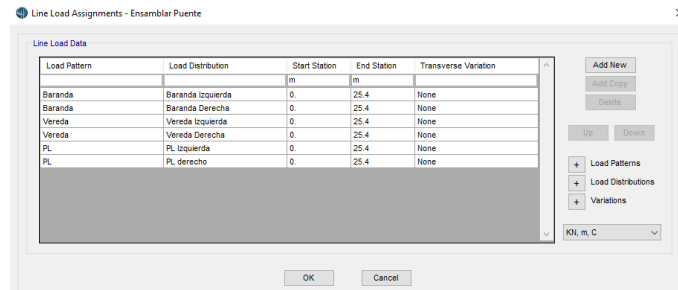 Line Load Assignments - Ensamblar Puente
Line Load Data
Load Pattern Load Distribution Start Station End Station Transverse Variation
m m
Baranda Baranda Izquierda 0. 25.4 None
Baranda Baranda Derecha 0. 25.4 None
Vereda Vereda Izquierda 0. 25.4 None
Vereda Vereda Derecha 0. 25.4 None
PL PL Izquierda 0. 25.4 None
PL PL derecho 0. 25.4 None
Add New
Add Copy
Delete
Up Down
+ Load Patterns
+ Load Distributions
+ Variations
KN, m, C
OK Cancel